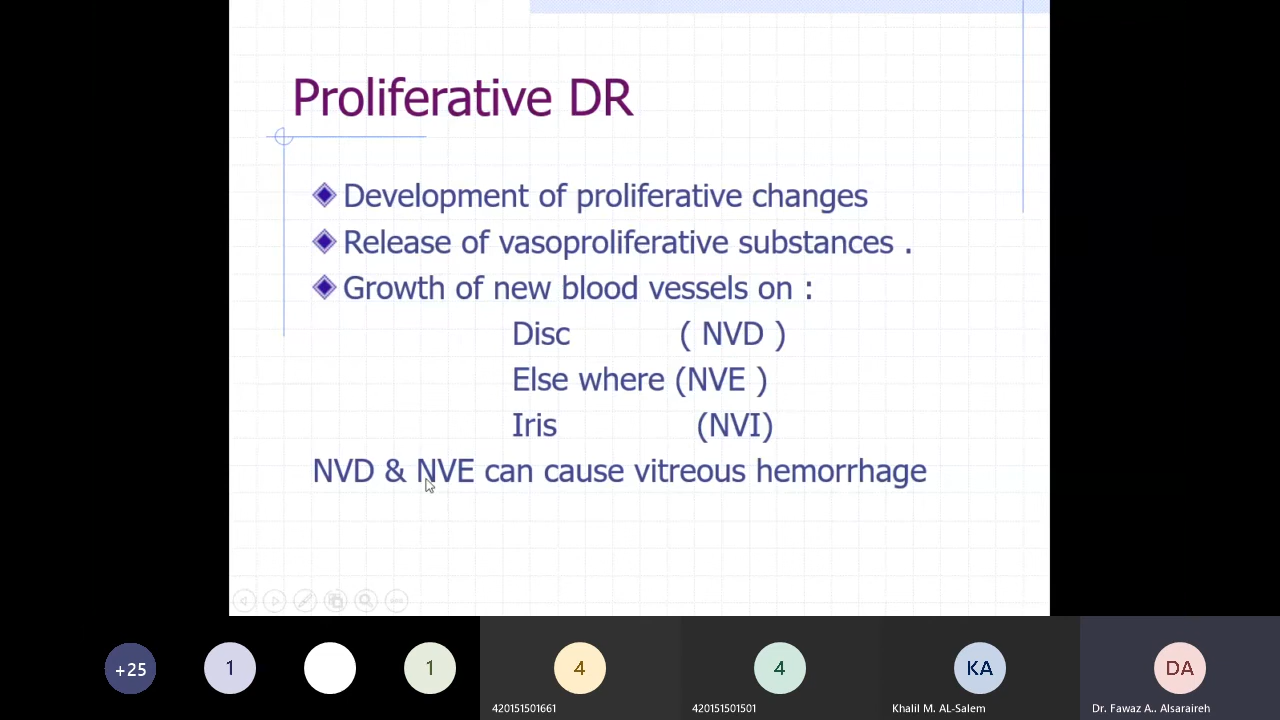 Proliferative DR
Development of proliferative changes
Release of vasoproliferative substances .
Growth of new blood vessels on :
Disc ( NVD )
Else where (NVE )
Iris (NVI)
NVD & NVE can cause vitreous hemorrhage
+25
1
1
4
4
KA
DA
420151501661
420151501501
Khalil M. AL-Salem
Dr. Fawaz A.. Alsaraireh